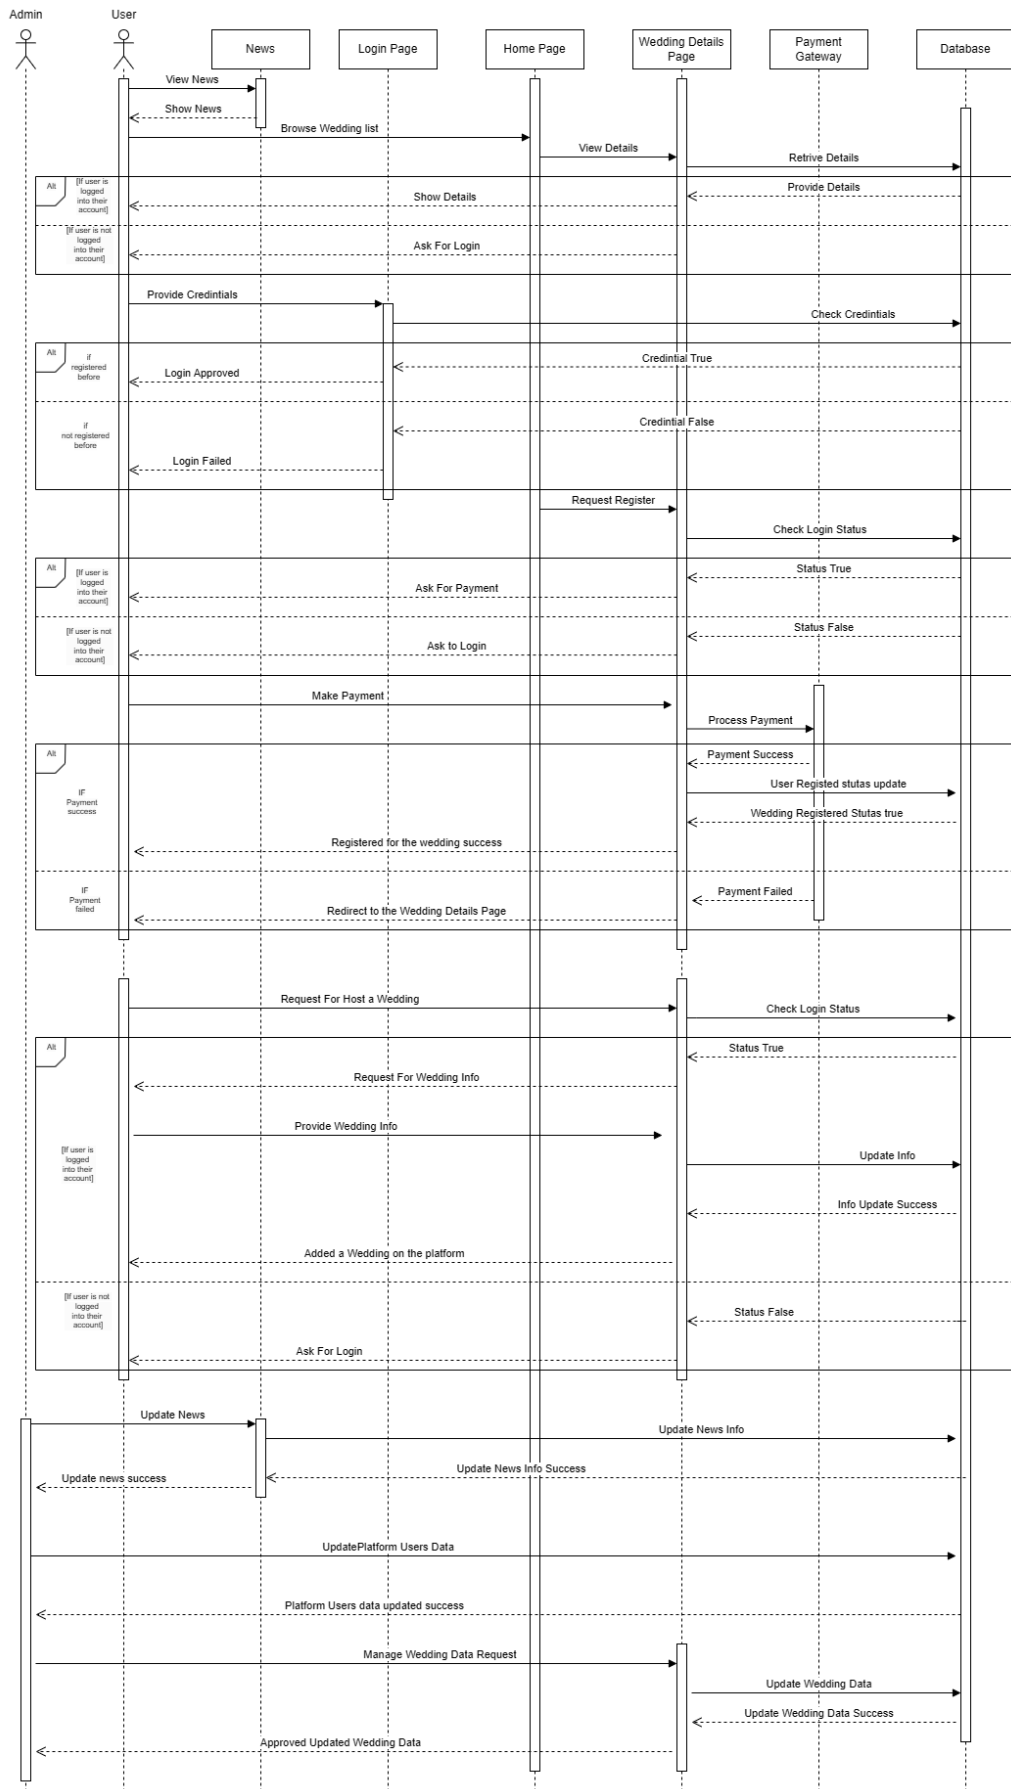 Admin
User
News
Login Page
Home Page
Wedding Details
Page
Payment
Gateway
Database
View News
Show News
Browse Wedding list
View Details
Retrive Details
Alt
[If user is
logged
into their
account]
Provide Details
Show Details
[If user is not
logged
into their
account]
Ask For Login
Provide Credintials
Check Credintials
Alt
if
registered
before
Credintial True
Login Approved
if
not registered
before
Credintial False
Login Failed
Request Register
Check Login Status
Alt
[If user is
logged
into their
account]
Status True
Ask For Payment
[If user is not
logged
into their
account]
Status False
Ask to Login
Make Payment
Process Payment
Alt
Payment Success
IF
Payment
success
User Registed stutas update
Wedding Registered Stutas true
Registered for the wedding success
IF
Payment
failed
Payment Failed
Redirect to the Wedding Details Page
Request For Host a Wedding
Check Login Status
Alt
Status True
Request For Wedding Info
Provide Wedding Info
[If user is
logged
into their
account]
Update Info
Info Update Success
Added a Wedding on the platform
[If user is not
logged
into their
account]
Status False
Ask For Login
Update News
Update News Info
Update News Info Success
Update news success
UpdatePlatform Users Data
Platform Users data updated success
Manage Wedding Data Request
Update Wedding Data
Update Wedding Data Success
Approved Updated Wedding Data